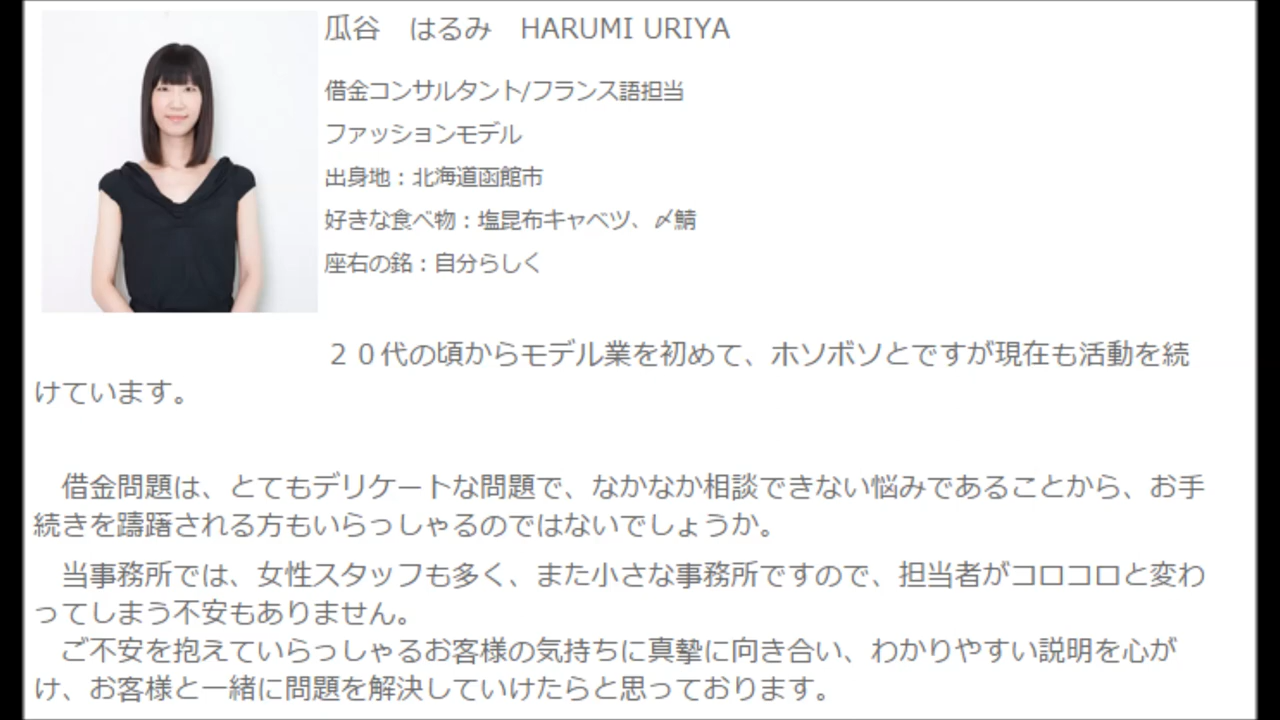 瓜谷　はるみ　HARUMI URIYA
借金コンサルタント/フランス語担当
ファッションモデル
出身地：北海道函館市
好きな食べ物：塩昆布キャベツ、〆鯖
座右の銘：自分らしく
２０代の頃からモデル業を初めて、ホソボソとですが現在も活動を続
けています。
借金問題は、とてもデリケートな問題で、なかなか相談できない悩みであることから、お手
続きを躊躇される方もいらっしゃるのではないでしょうか。
当事務所では、女性スタッフも多く、また小さな事務所ですので、担当者がコロコロと変わ
ってしまう不安もありません。
ご不安を抱えていらっしゃるお客様の気持ちに真摯に向き合い、わかりやすい説明を心が
け、お客様と一緒に問題を解決していけたらと思っております。